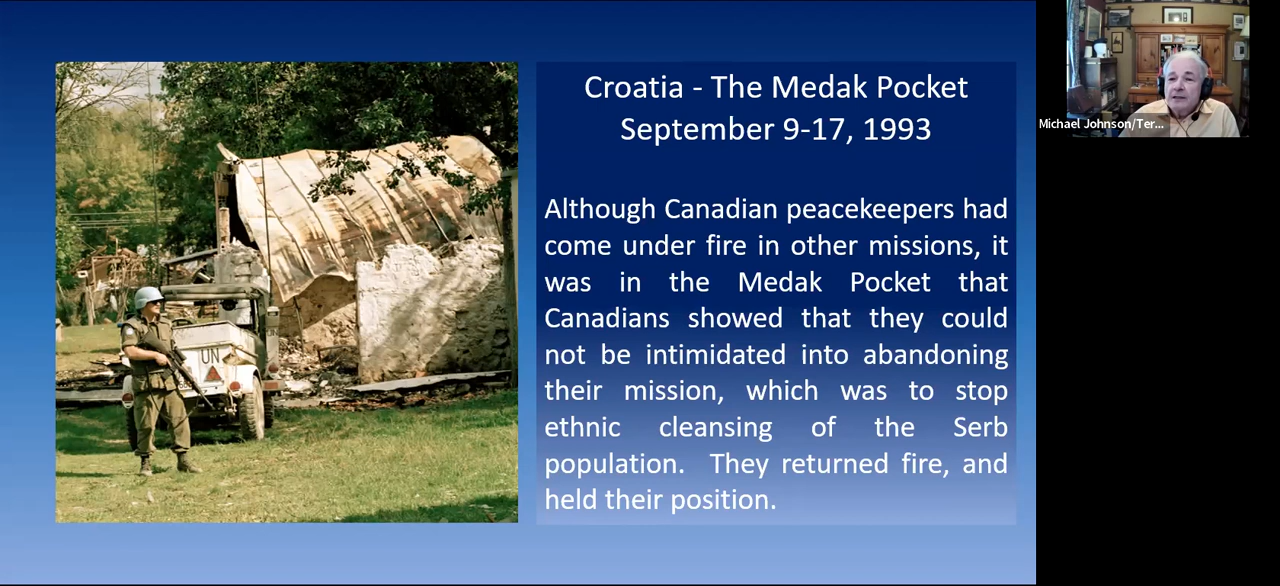 Croatia - The Medak Pocket
September 9-17, 1993
Although Canadian peacekeepers had
come under fire in other missions, it
was in the Medak Pocket that
Canadians showed that they could
not be intimidated into abandoning
their mission, which was to stop
ethnic cleansing of the Serb
population.  They returned fire, and
held their position.
UN
Michael Johnson/Ter...